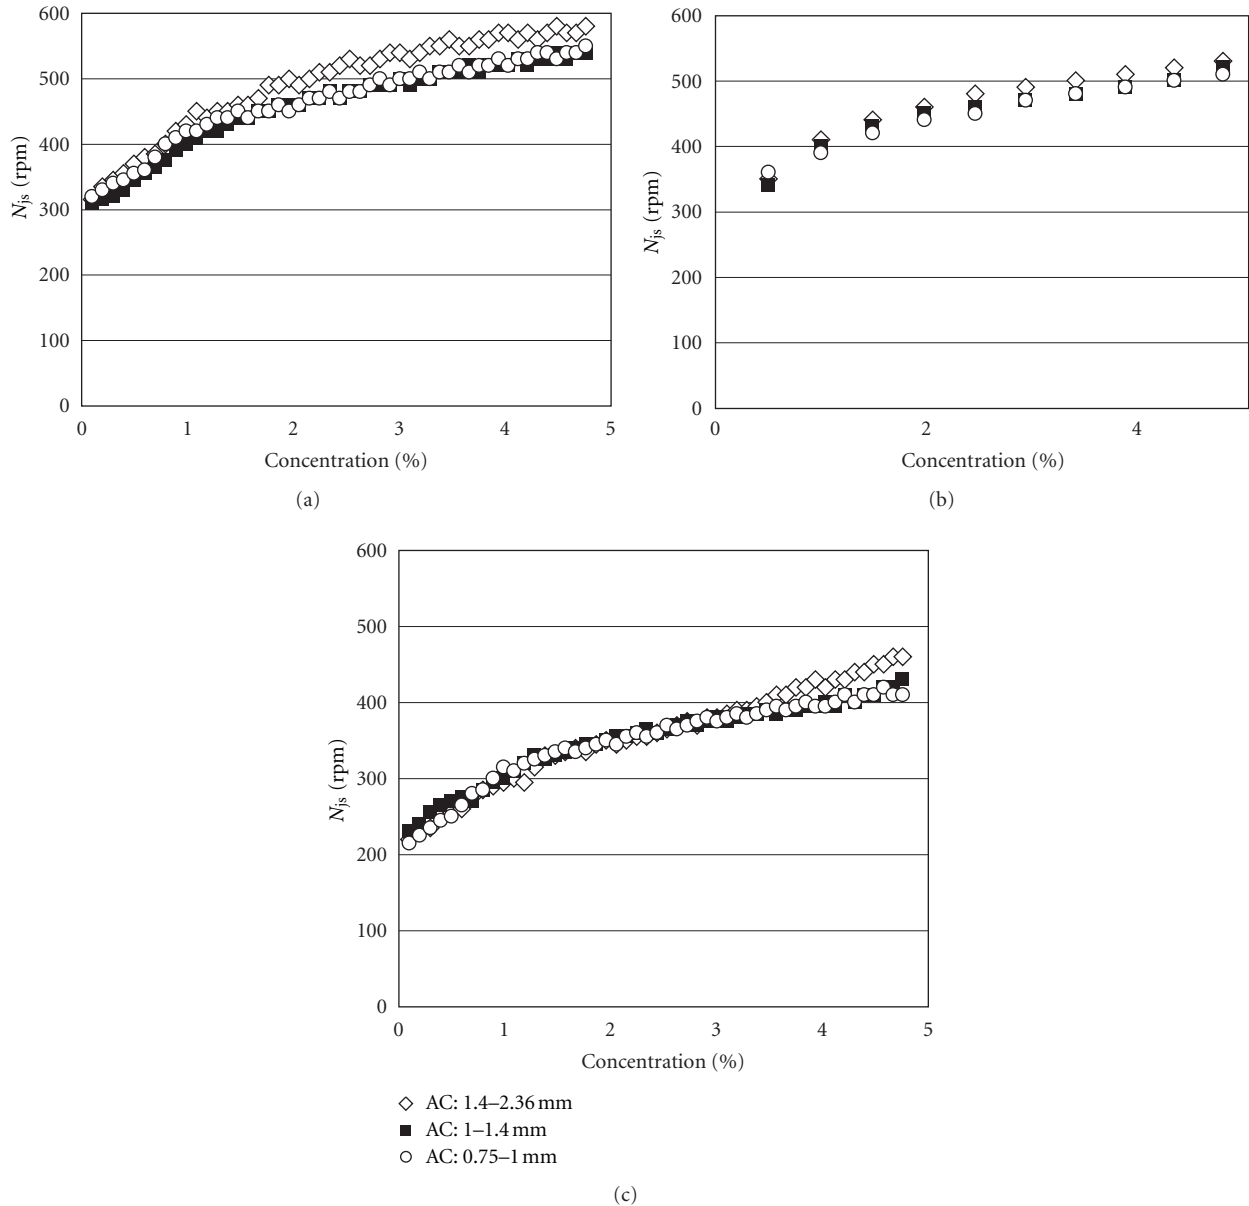 600
500
400
300
200
100
0
N_js (rpm)
0 1 2 3 4 5
Concentration (%)
(a)
600
500
400
300
200
100
0
N_js (rpm)
0 2 4
Concentration (%)
(b)
600
500
400
300
200
100
0
N_js (rpm)
0 1 2 3 4 5
Concentration (%)
AC: 1.4–2.36 mm
AC: 1–1.4 mm
AC: 0.75–1 mm
(c)